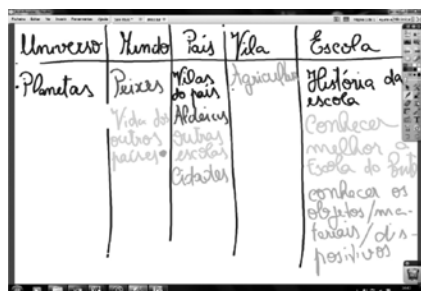 Universo Mundo País Vila Escola
Planetas
Peixes
Vida dos
outros
países
Vilas
do país
Aldeias
outras
escolas
Cidades
Agricultura
História da
escola
Conhecer
melhor a
Escola do
conhecer os
objetos/ma-
teriais/dis-
positivos